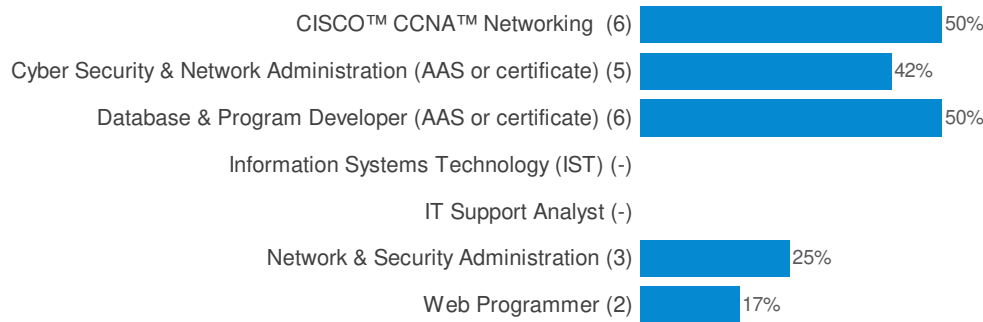 CISCO™ CCNA™ Networking (6) 50%
Cyber Security & Network Administration (AAS or certificate) (5) 42%
Database & Program Developer (AAS or certificate) (6) 50%
Information Systems Technology (IST) (-)
IT Support Analyst (-)
Network & Security Administration (3) 25%
Web Programmer (2) 17%